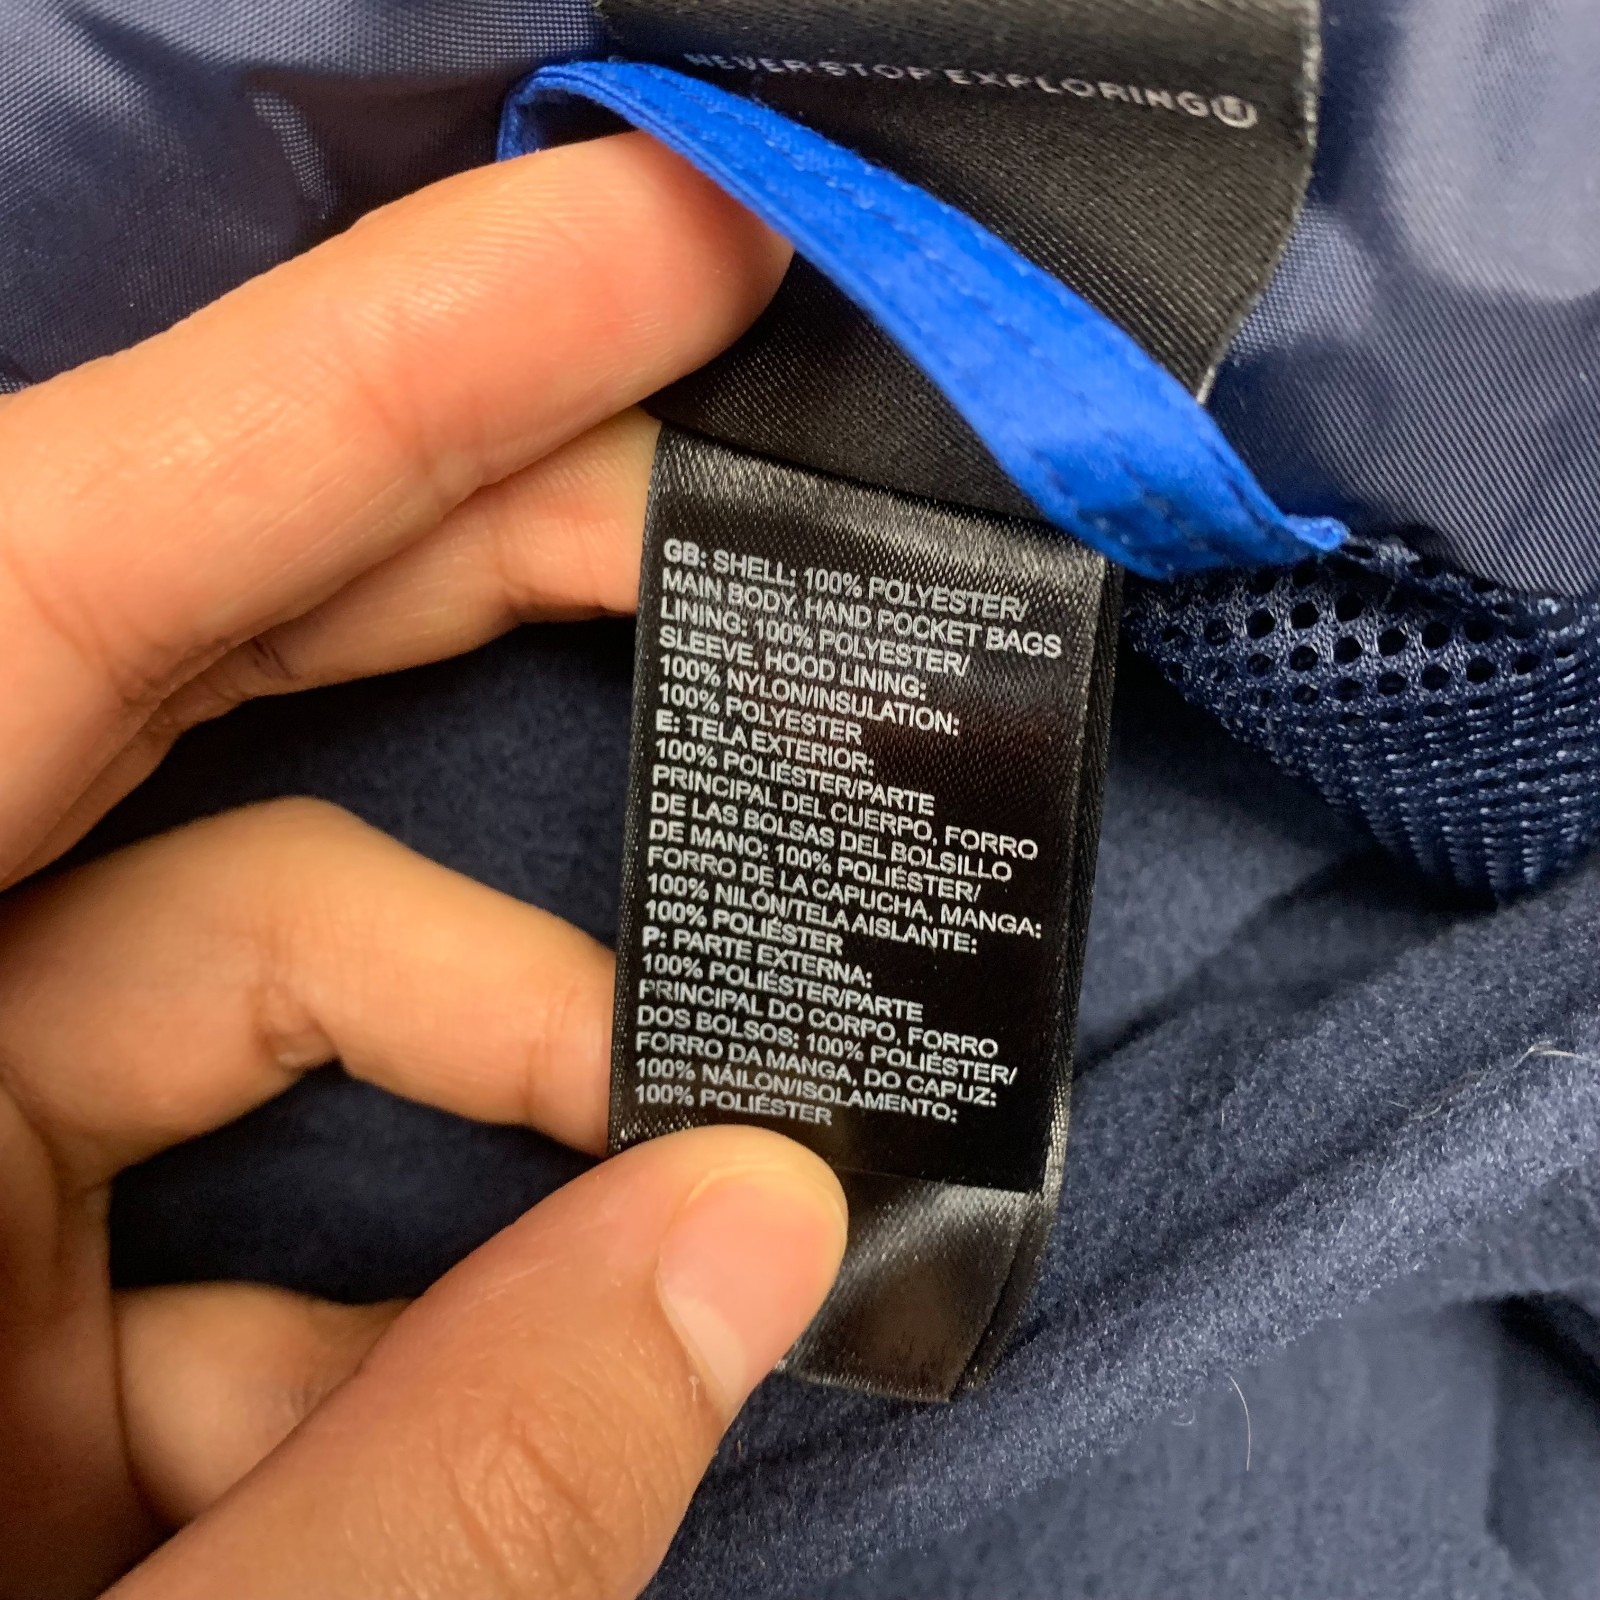 NEVER STOP EXPLORING®
GB: SHELL: 100% POLYESTER/
MAIN BODY, HAND POCKET BAGS
LINING: 100% POLYESTER/
SLEEVE, HOOD LINING:
100% NYLON/INSULATION:
100% POLYESTER
E: TELA EXTERIOR:
100% POLIÉSTER/PARTE
PRINCIPAL DEL CUERPO, FORRO
DE LAS BOLSAS DEL BOLSILLO
DE MANO: 100% POLIÉSTER/
FORRO DE LA CAPUCHA, MANGA:
100% NILÓN/TELA AISLANTE:
100% POLIÉSTER
P: PARTE EXTERNA:
100% POLIÉSTER/PARTE
PRINCIPAL DO CORPO, FORRO
DOS BOLSOS: 100% POLIÉSTER/
FORRO DA MANGA, DO CAPUZ:
100% NÁILON/ISOLAMENTO:
100% POLIÉSTER